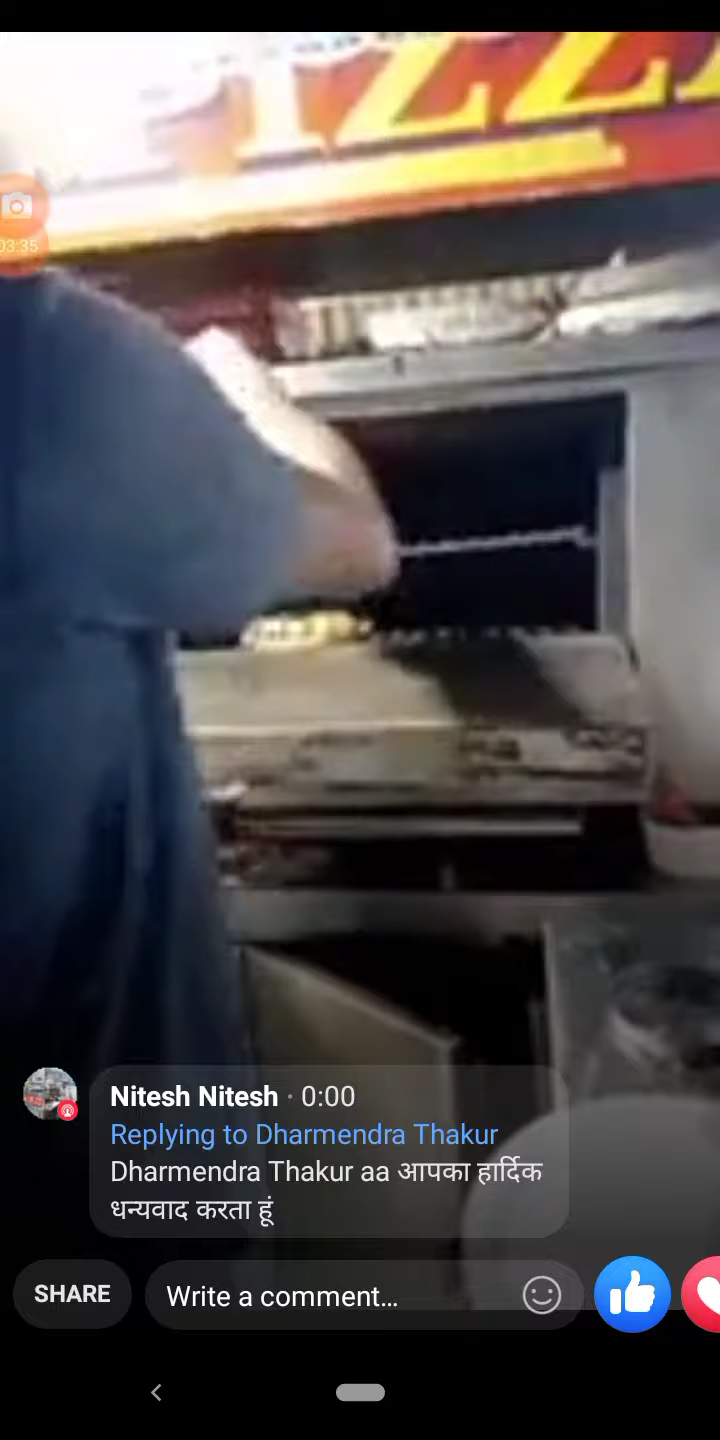 PIZZ
03:35
Nitesh Nitesh · 0:00
Replying to Dharmendra Thakur
Dharmendra Thakur aa आपका हार्दिक
धन्यवाद करता हूं
SHARE
Write a comment...